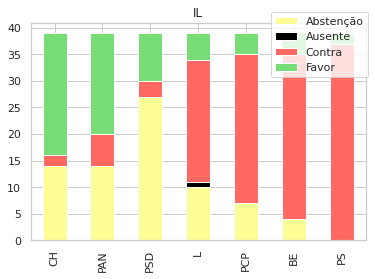 IL
Abstenção
Ausente
Contra
Favor
40
35
30
25
20
15
10
5
0
CH
PAN
PSD
L
PCP
BE
PS